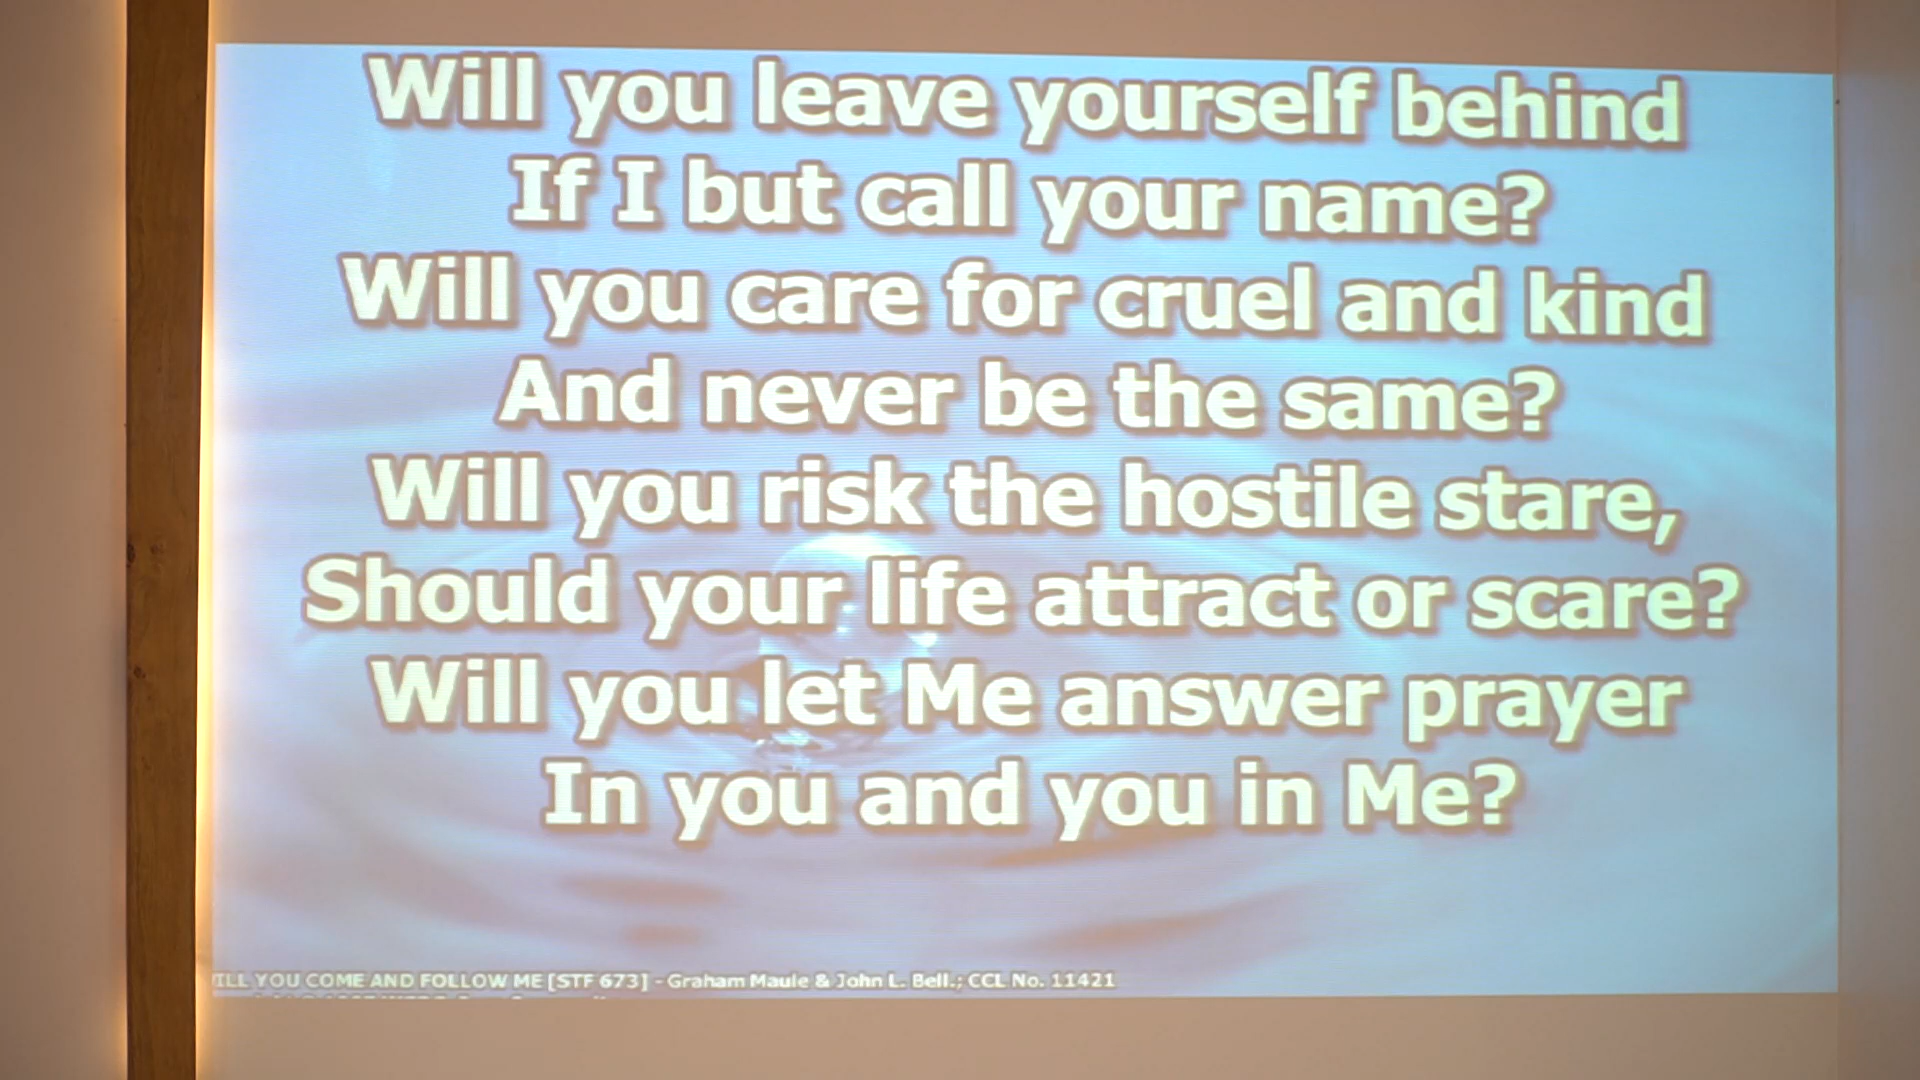 Will you leave yourself behind
If I but call your name?
Will you care for cruel and kind
And never be the same?
Will you risk the hostile stare,
Should your life attract or scare?
Will you let Me answer prayer
In you and you in Me?
ILL YOU COME AND FOLLOW ME [STF 673] - Graham Maule & John L. Bell.; CCL No. 11421